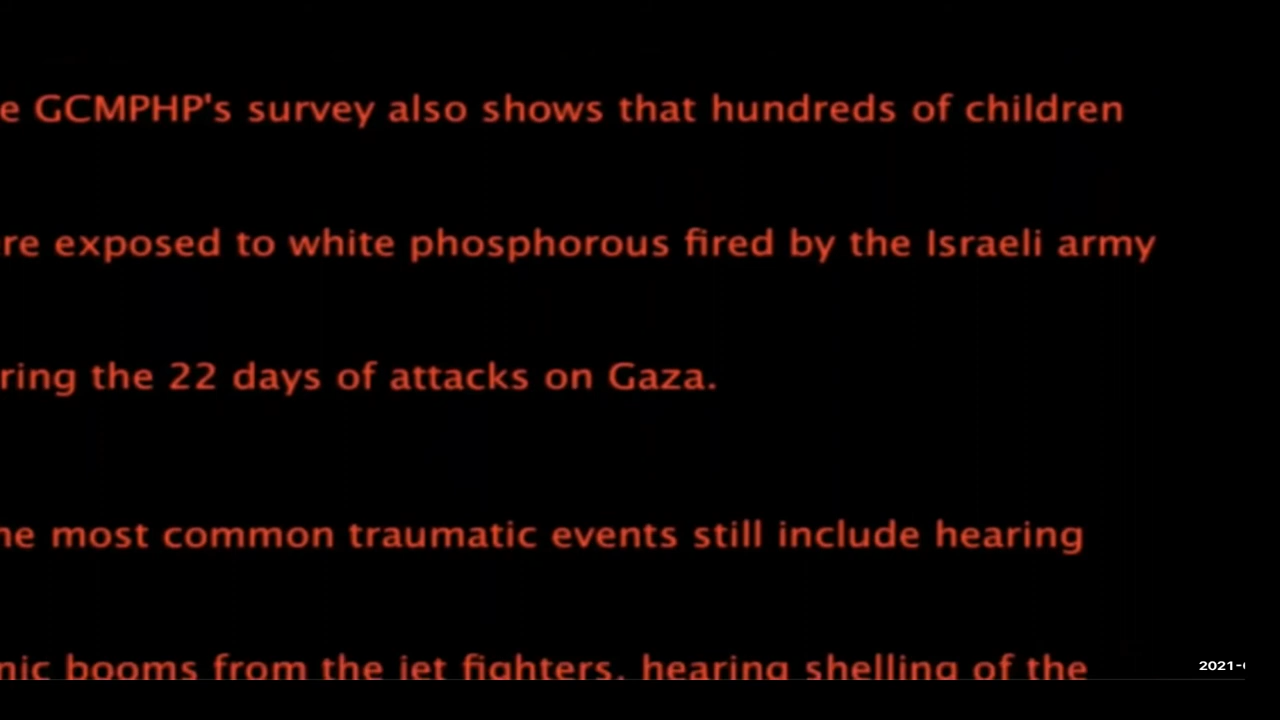 e GCMPHP's survey also shows that hundreds of children
re exposed to white phosphorous fired by the Israeli army
ring the 22 days of attacks on Gaza.
he most common traumatic events still include hearing
nic booms from the jet fighters, hearing shelling of the
2021-